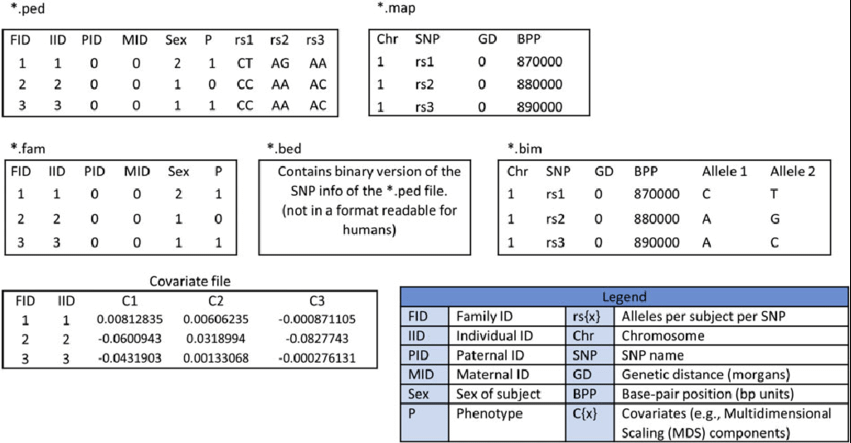 *.ped
FID IID PID MID Sex P rs1 rs2 rs3
1 1 0 0 2 1 CT AG AA
2 2 0 0 1 0 CC AA AC
3 3 0 0 1 1 CC AA AC
*.map
Chr SNP GD BPP
1 rs1 0 870000
1 rs2 0 880000
1 rs3 0 890000
*.fam
FID IID PID MID Sex P
1 1 0 0 2 1
2 2 0 0 1 0
3 3 0 0 1 1
*.bed
Contains binary version of the
SNP info of the *.ped file.
(not in a format readable for
humans)
*.bim
Chr SNP GD BPP Allele 1 Allele 2
1 rs1 0 870000 C T
1 rs2 0 880000 A G
1 rs3 0 890000 A C
Covariate file
FID IID C1 C2 C3
1 1 0.00812835 0.00606235 -0.000871105
2 2 -0.0600943 0.0318994 -0.0827743
3 3 -0.0431903 0.00133068 -0.000276131
Legend
FID Family ID rs{x} Alleles per subject per SNP
IID Individual ID Chr Chromosome
PID Paternal ID SNP SNP name
MID Maternal ID GD Genetic distance (morgans)
Sex Sex of subject BPP Base-pair position (bp units)
P Phenotype C{x} Covariates (e.g., Multidimensional
Scaling (MDS) components)